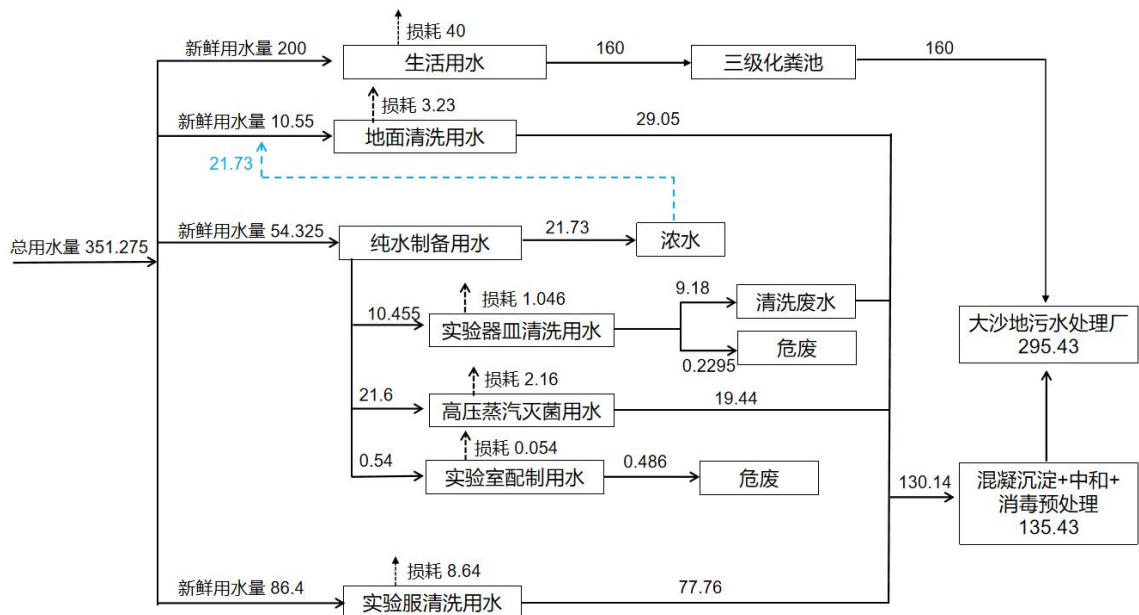 损耗 40
新鲜用水量 200
生活用水
160
三级化粪池
160
损耗 3.23
新鲜用水量 10.55
地面清洗用水
29.05
21.73
总用水量 351.275
新鲜用水量 54.325
纯水制备用水
21.73
浓水
损耗 1.046
10.455
实验器皿清洗用水
9.18
清洗废水
0.2295
危废
大沙地污水处理厂
295.43
损耗 2.16
21.6
高压蒸汽灭菌用水
19.44
损耗 0.054
0.54
实验室配制用水
0.486
危废
130.14
混凝沉淀+中和+
消毒预处理
135.43
损耗 8.64
新鲜用水量 86.4
实验服清洗用水
77.76